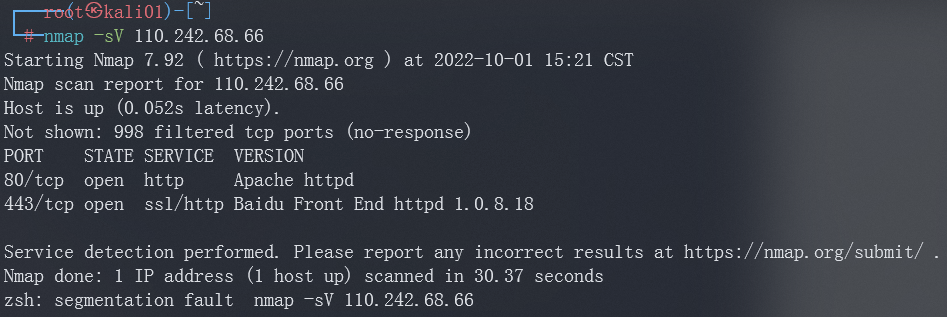 ┌──(root㉿kali01)-[~]
└─# nmap -sV 110.242.68.66
Starting Nmap 7.92 ( https://nmap.org ) at 2022-10-01 15:21 CST
Nmap scan report for 110.242.68.66
Host is up (0.052s latency).
Not shown: 998 filtered tcp ports (no-response)
PORT    STATE SERVICE  VERSION
80/tcp  open  http     Apache httpd
443/tcp open  ssl/http Baidu Front End httpd 1.0.8.18
Service detection performed. Please report any incorrect results at https://nmap.org/submit/ .
Nmap done: 1 IP address (1 host up) scanned in 30.37 seconds
zsh: segmentation fault  nmap -sV 110.242.68.66